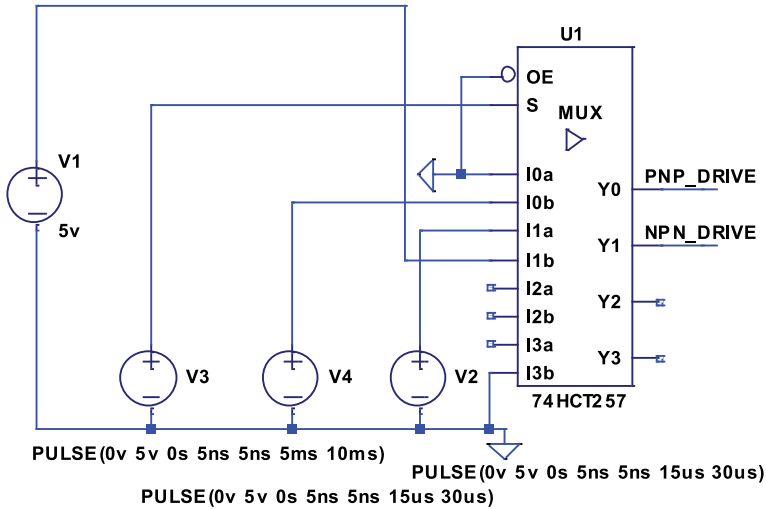 U1
OE
S
MUX
V1
I0a
PNP_DRIVE
Y0
I0b
5v
I1a
NPN_DRIVE
Y1
I1b
I2a
Y2
I2b
I3a
Y3
V3
V4
V2
I3b
74HCT257
PULSE(0v 5v 0s 5ns 5ns 5ms 10ms)
PULSE(0v 5v 0s 5ns 5ns 15us 30us)
PULSE(0v 5v 0s 5ns 5ns 15us 30us)